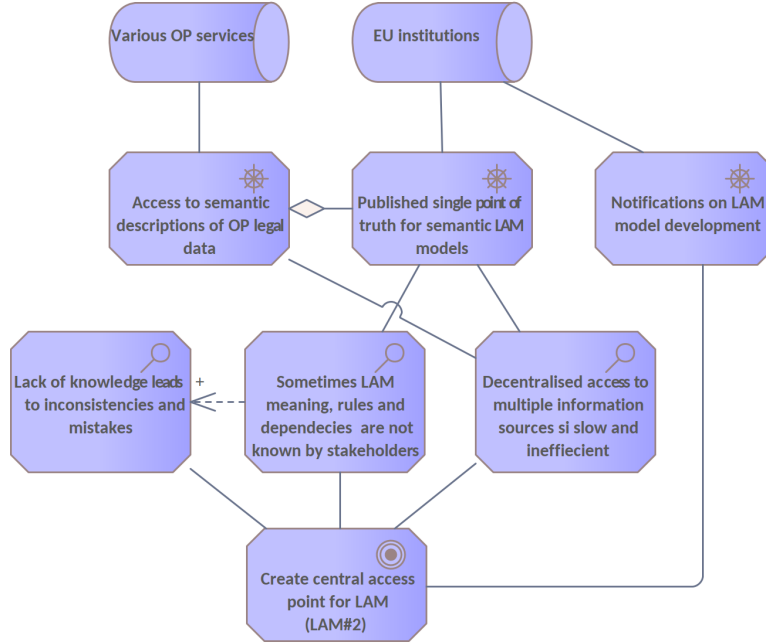 Various OP services
EU institutions
Access to semantic
descriptions of OP legal
data
Published single point of
truth for semantic LAM
models
Notifications on LAM
model development
Lack of knowledge leads
to inconsistencies and
mistakes
+
Sometimes LAM
meaning, rules and
dependecies are not
known by stakeholders
Decentralised access to
multiple information
sources si slow and
ineffiecient
Create central access
point for LAM
(LAM#2)